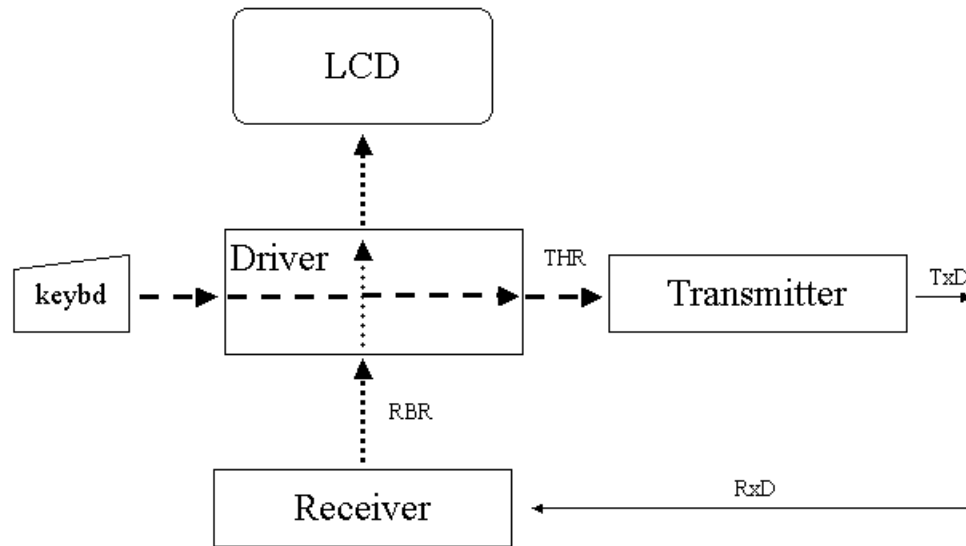 LCD
Driver
THR
TxD
keybd
Transmitter
RBR
RxD
Receiver